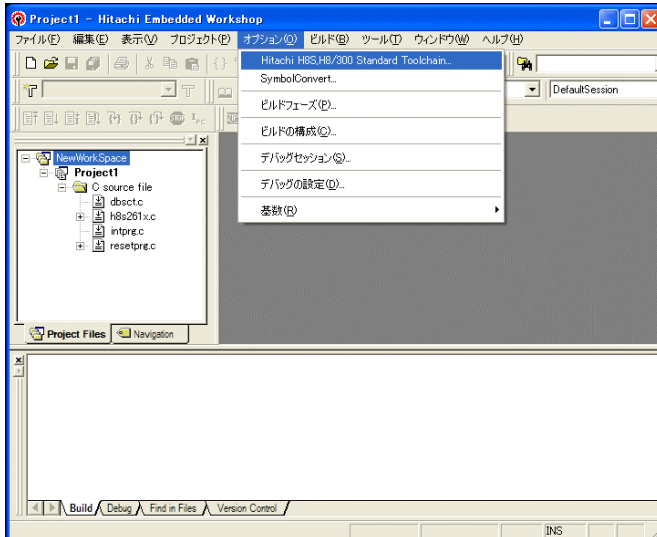 Project1 - Hitachi Embedded Workshop
ファイル(F) 編集(E) 表示(V) プロジェクト(P) オプション(O) ビルド(B) ツール(T) ウィンドウ(W) ヘルプ(H)
Hitachi H8S,H8/300 Standard Toolchain...
SymbolConvert...
ビルドフェーズ(P)...
ビルドの構成(C)...
デバッグセッション(S)...
デバッグの設定(D)...
基数(R)
DefaultSession
NewWorkSpace
Project1
C source file
dbsct.c
h8s261x.c
intprg.c
resetprg.c
Project Files Navigation
Build Debug Find in Files Version Control
INS